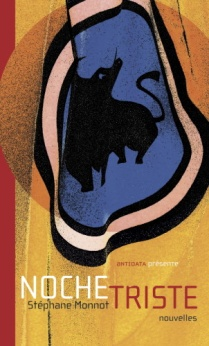 ANTIDATA présente
NOCHE
Stéphane Monnot
TRISTE
nouvelles